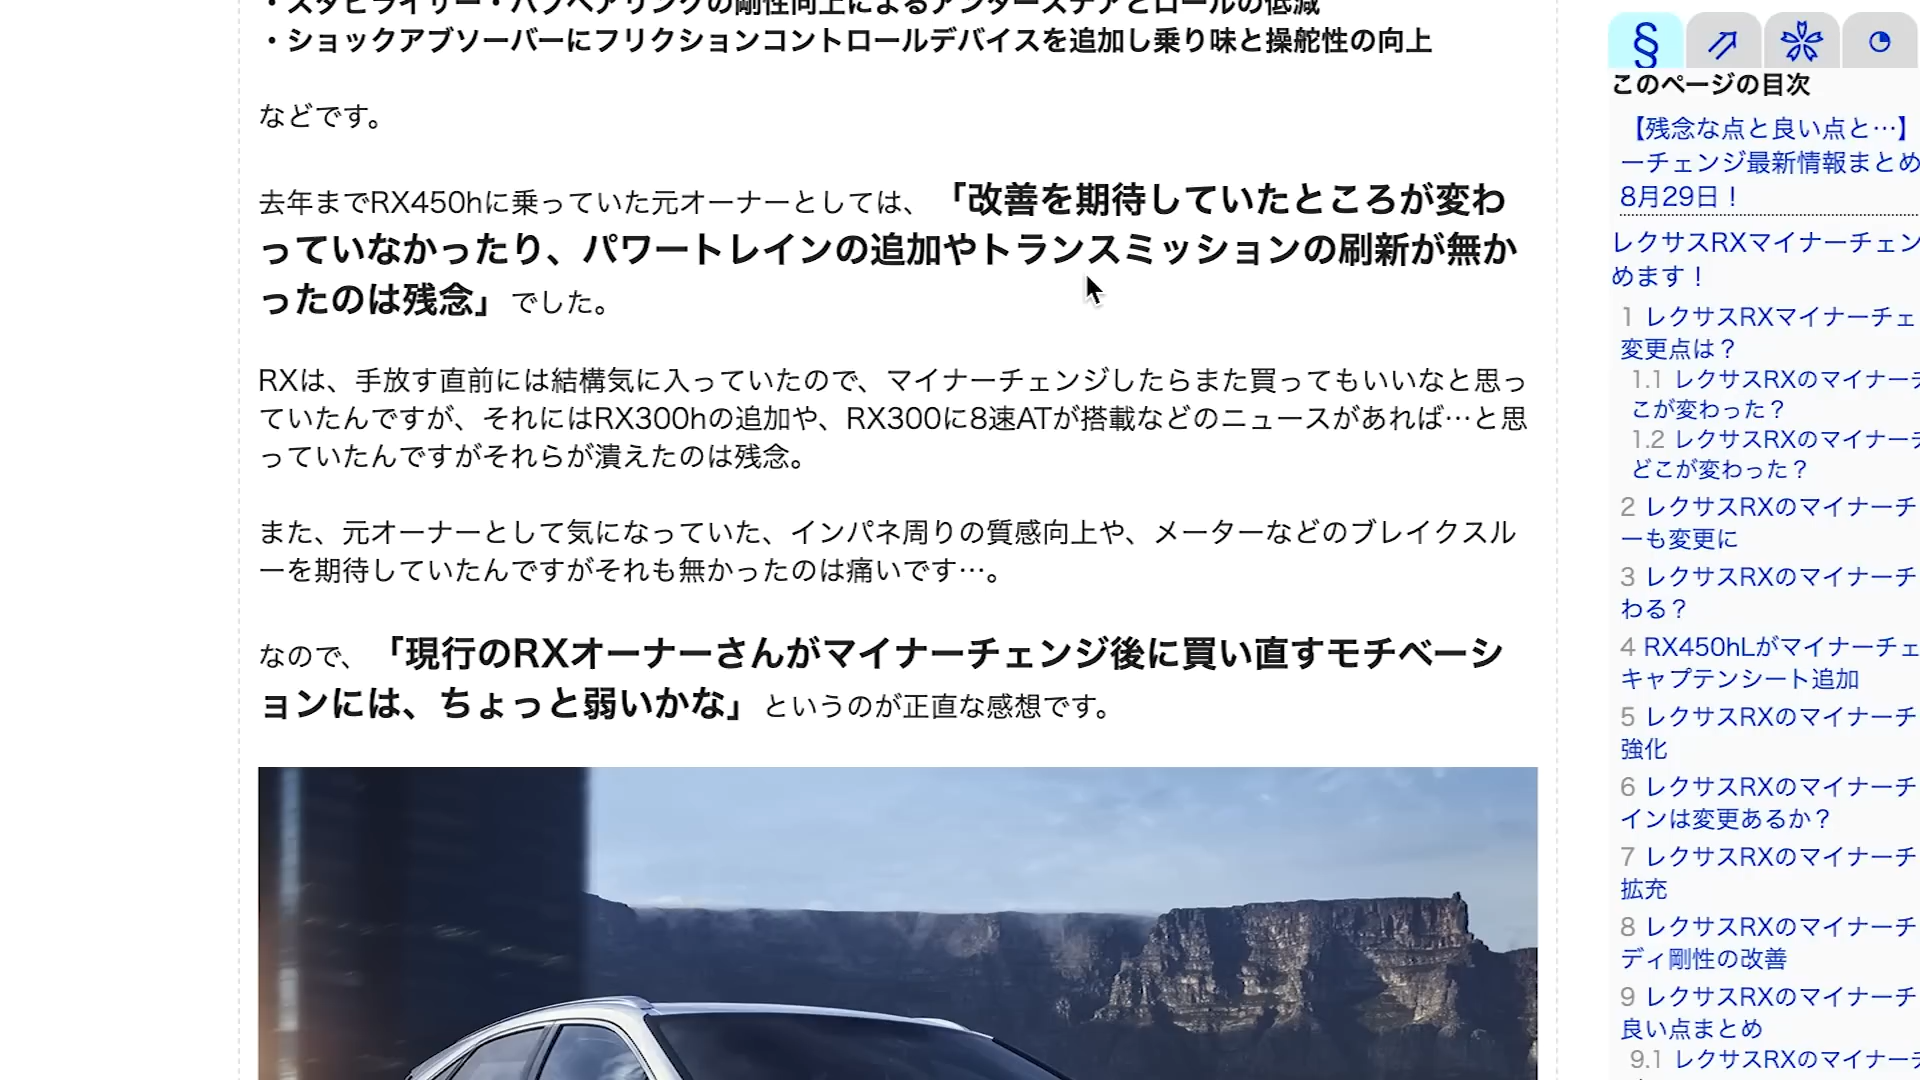 ・スタビライザー・ハブベアリングの剛性向上によるアンダーステアとロールの低減
・ショックアブソーバーにフリクションコントロールデバイスを追加し乗り味と操舵性の向上
などです。
去年までRX450hに乗っていた元オーナーとしては、「改善を期待していたところが変わ
っていなかったり、パワートレインの追加やトランスミッションの刷新が無か
ったのは残念」でした。
RXは、手放す直前には結構気に入っていたので、マイナーチェンジしたらまた買ってもいいなと思っ
ていたんですが、それにはRX300hの追加や、RX300に8速ATが搭載などのニュースがあれば…と思
っていたんですがそれらが潰えたのは残念。
また、元オーナーとして気になっていた、インパネ周りの質感向上や、メーターなどのブレイクスル
ーを期待していたんですがそれも無かったのは痛いです…。
なので、「現行のRXオーナーさんがマイナーチェンジ後に買い直すモチベーシ
ョンには、ちょっと弱いかな」というのが正直な感想です。
§
このページの目次
【残念な点と良い点と…】
ーチェンジ最新情報まとめ
8月29日！
レクサスRXマイナーチェン
めます！
1 レクサスRXマイナーチェ
変更点は？
1.1 レクサスRXのマイナーチ
こが変わった？
1.2 レクサスRXのマイナーチ
どこが変わった？
2 レクサスRXのマイナーチ
ーも変更に
3 レクサスRXのマイナーチ
わる？
4 RX450hLがマイナーチェ
キャプテンシート追加
5 レクサスRXのマイナーチ
強化
6 レクサスRXのマイナーチ
インは変更あるか？
7 レクサスRXのマイナーチ
拡充
8 レクサスRXのマイナーチ
ディ剛性の改善
9 レクサスRXのマイナーチ
良い点まとめ
9.1 レクサスRXのマイナーチ